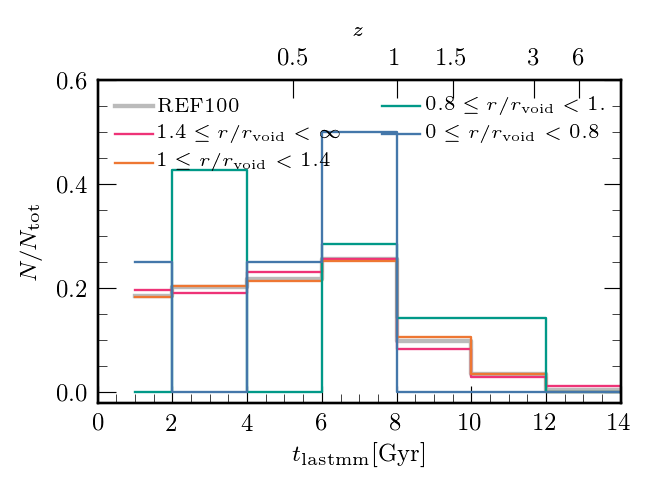 z
0.5 1 1.5 3 6
0.6
REF100
1.4 ≤ r/r_void < ∞
1 ≤ r/r_void < 1.4
0.8 ≤ r/r_void < 1.
0 ≤ r/r_void < 0.8
0.4
0.2
0.0
N/N_tot
0 2 4 6 8 10 12 14
t_lastmm[Gyr]